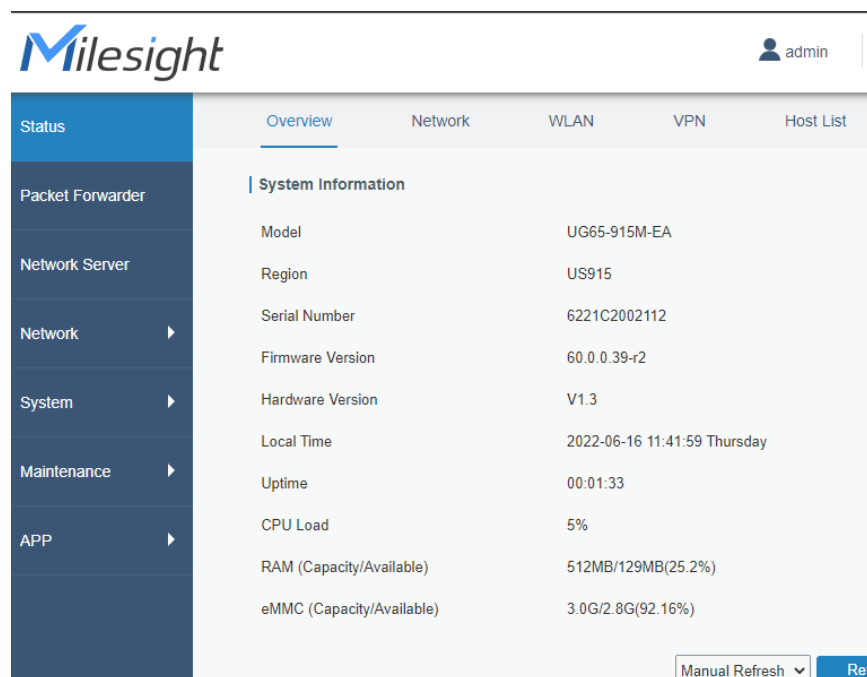 Milesight
admin
Status
Overview Network WLAN VPN Host List
Packet Forwarder
Network Server
Network
System
Maintenance
APP
System Information
Model UG65-915M-EA
Region US915
Serial Number 6221C2002112
Firmware Version 60.0.0.39-r2
Hardware Version V1.3
Local Time 2022-06-16 11:41:59 Thursday
Uptime 00:01:33
CPU Load 5%
RAM (Capacity/Available) 512MB/129MB(25.2%)
eMMC (Capacity/Available) 3.0G/2.8G(92.16%)
Manual Refresh